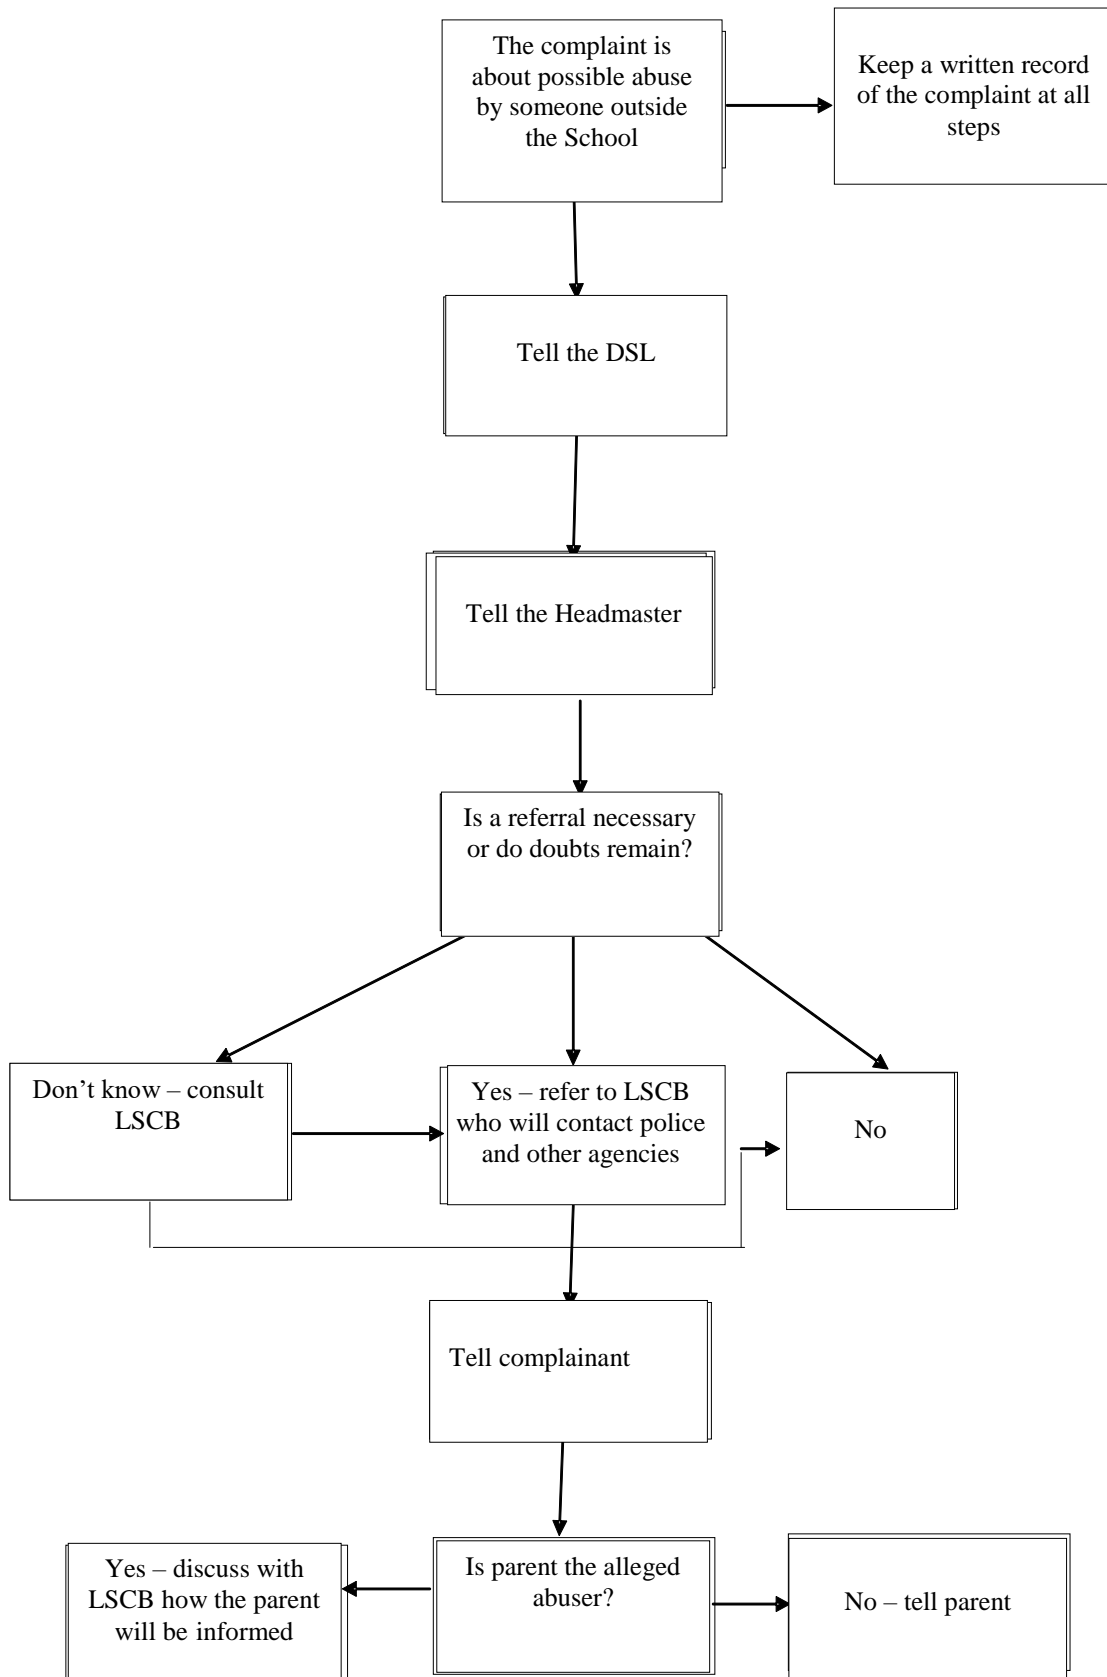 The complaint is
about possible abuse
by someone outside
the School
Keep a written record
of the complaint at all
steps
Tell the DSL
Tell the Headmaster
Is a referral necessary
or do doubts remain?
Don’t know – consult
LSCB
Yes – refer to LSCB
who will contact police
and other agencies
No
Tell complainant
Yes – discuss with
LSCB how the parent
will be informed
Is parent the alleged
abuser?
No – tell parent